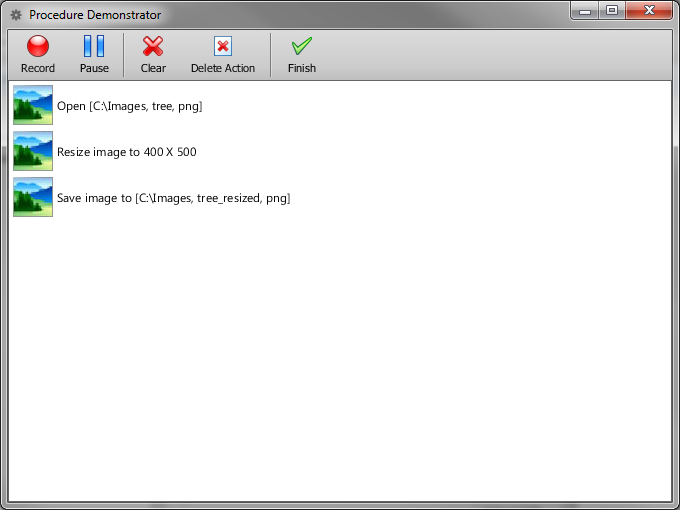 Procedure Demonstrator
Record Pause Clear Delete Action Finish
Open [C:\Images, tree, png]
Resize image to 400 X 500
Save image to [C:\Images, tree_resized, png]